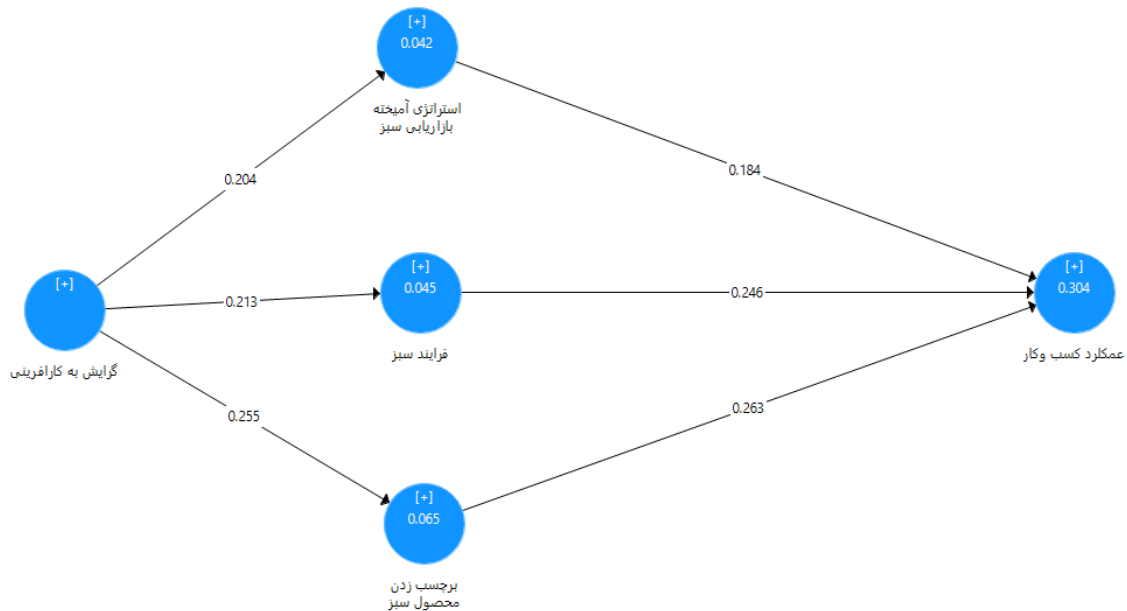 [+]
0.042
استراتژی آمیخته
بازاریابی سبز
0.204
0.184
[+]
گرایش به کارافرینی
0.213
[+]
0.045
فرایند سبز
0.246
[+]
0.304
عمکلرد کسب وکار
0.255
0.263
[+]
0.065
برچسب زدن
محصول سبز